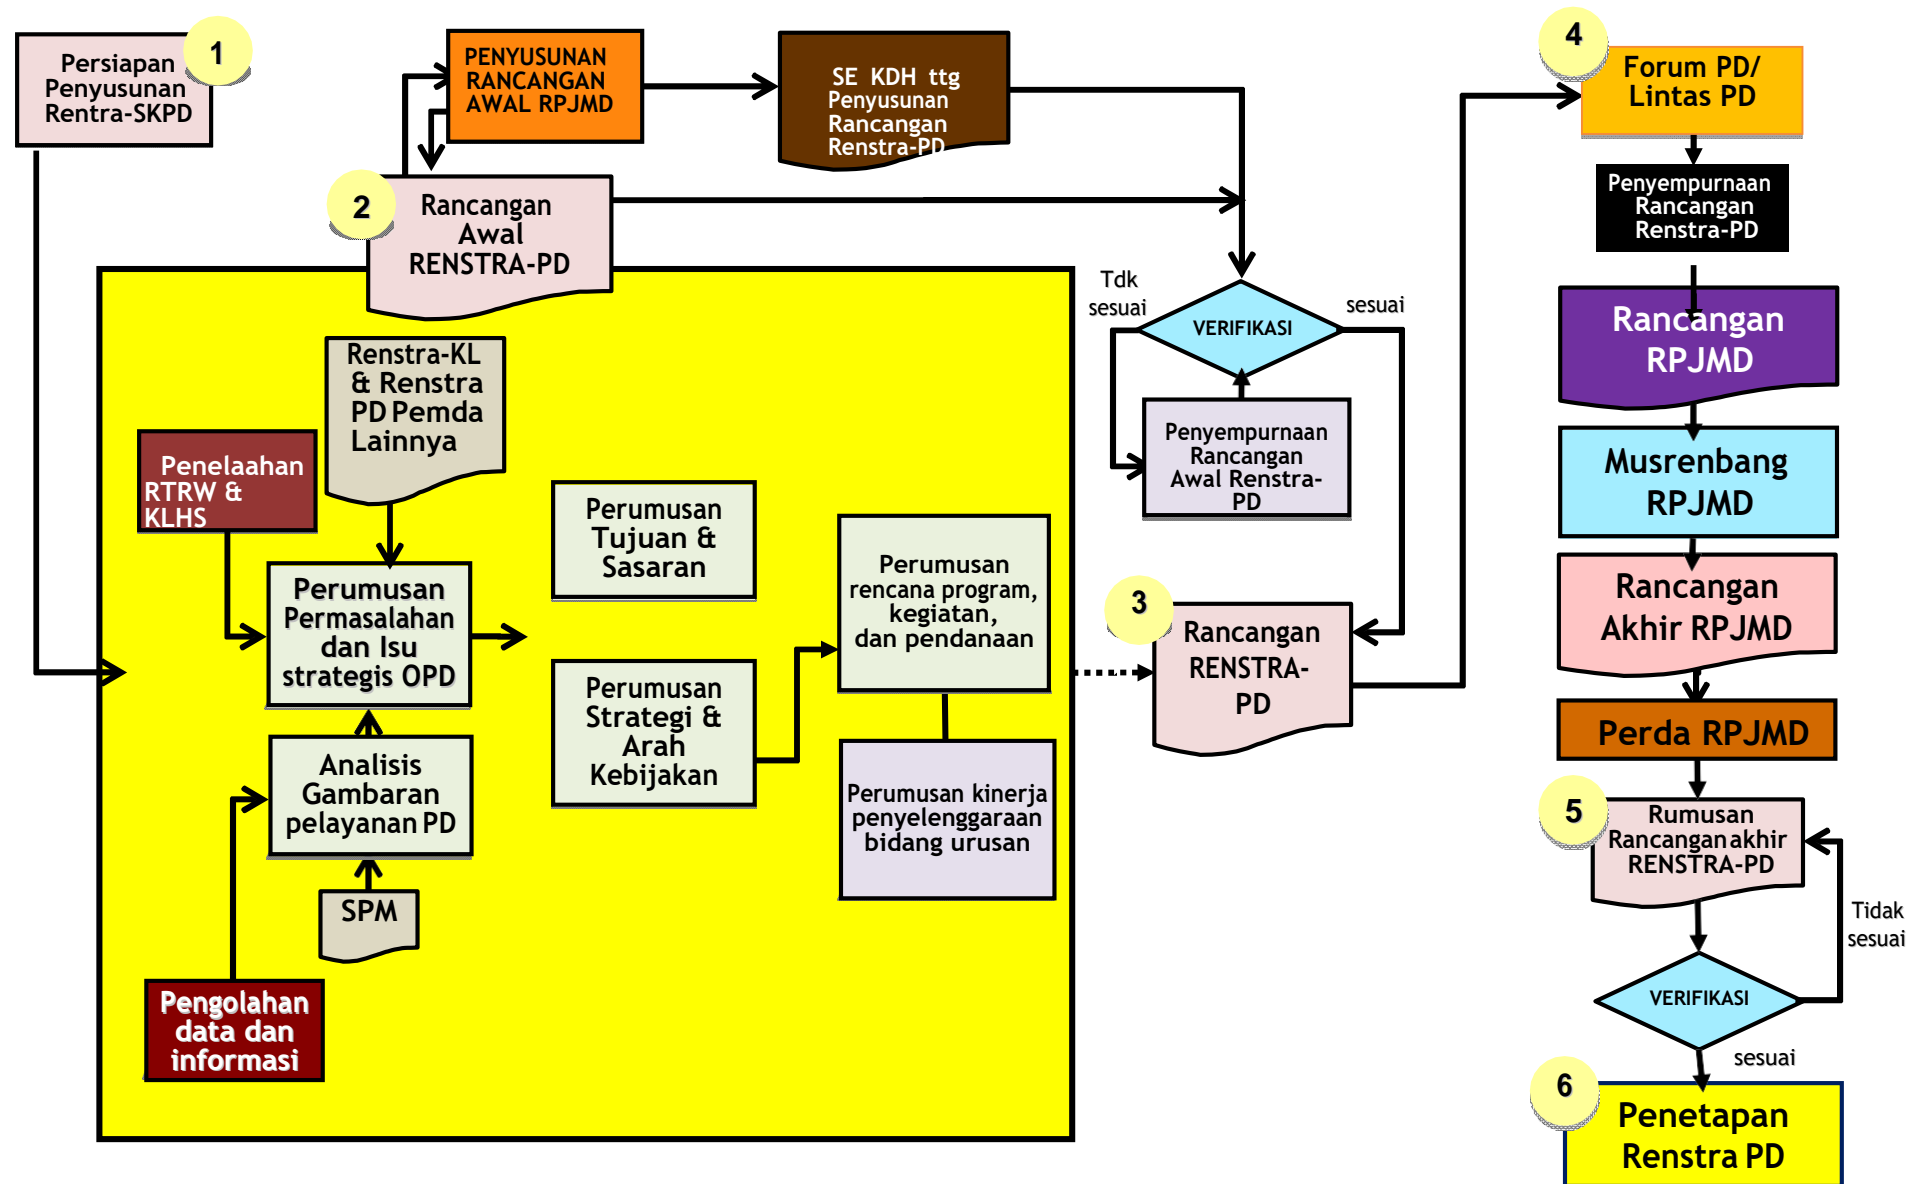 1
Persiapan
Penyusunan
Rentra-SKPD
PENYUSUNAN
RANCANGAN
AWAL RPJMD
SE KDH ttg
Penyusunan
Rancangan
Renstra-PD
2
Rancangan
Awal
RENSTRA-PD
Renstra-KL
& Renstra
PD Pemda
Lainnya
Penelaahan
RTRW &
KLHS
Perumusan
Permasalahan
dan Isu
strategis OPD
Analisis
Gambaran
pelayanan PD
SPM
Pengolahan
data dan
informasi
Perumusan
Tujuan &
Sasaran
Perumusan
Strategi &
Arah
Kebijakan
Perumusan
rencana program,
kegiatan,
dan pendanaan
Perumusan kinerja
penyelenggaraan
bidang urusan
Tdk
sesuai
VERIFIKASI
sesuai
Penyempurnaan
Rancangan
Awal Renstra-
PD
3
Rancangan
RENSTRA-
PD
4
Forum PD/
Lintas PD
Penyempurnaan
Rancangan
Renstra-PD
Rancangan
RPJMD
Musrenbang
RPJMD
Rancangan
Akhir RPJMD
Perda RPJMD
5
Rumusan
Rancangan akhir
RENSTRA-PD
Tidak
sesuai
VERIFIKASI
sesuai
6
Penetapan
Renstra PD